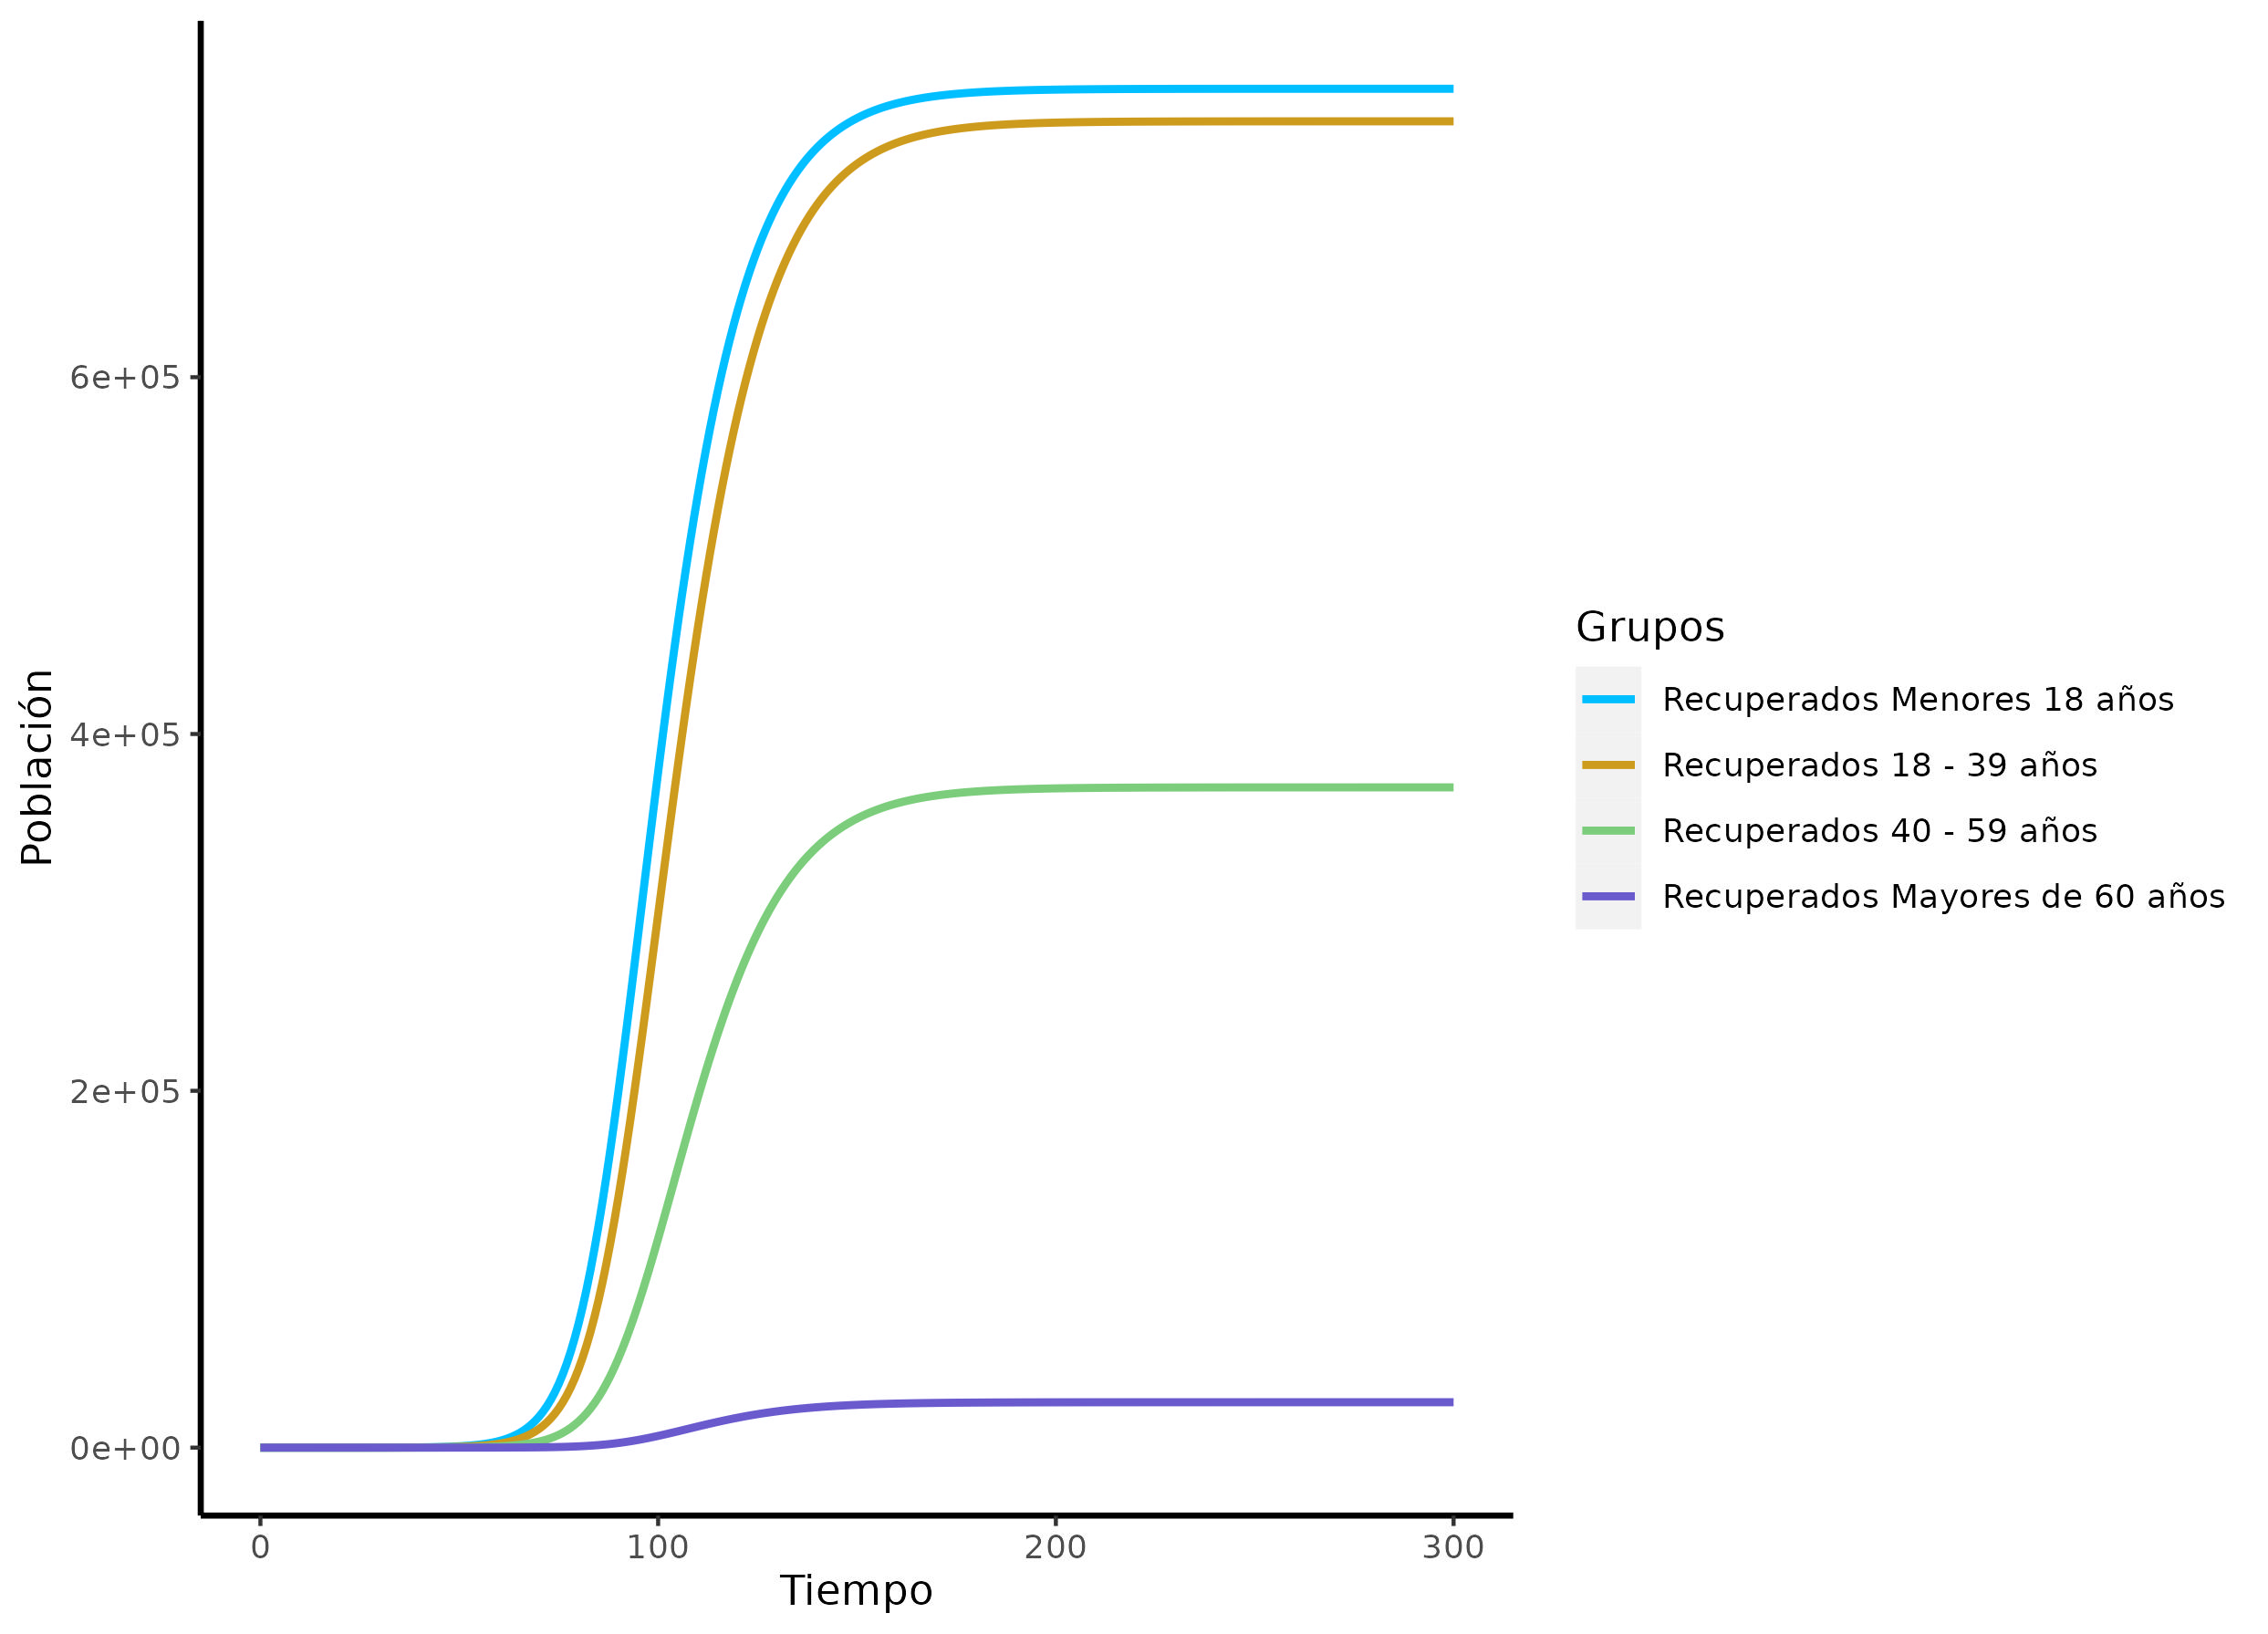 Población
6e+05
4e+05
2e+05
0e+00
0
100
200
300
Tiempo
Grupos
Recuperados Menores 18 años
Recuperados 18 - 39 años
Recuperados 40 - 59 años
Recuperados Mayores de 60 años